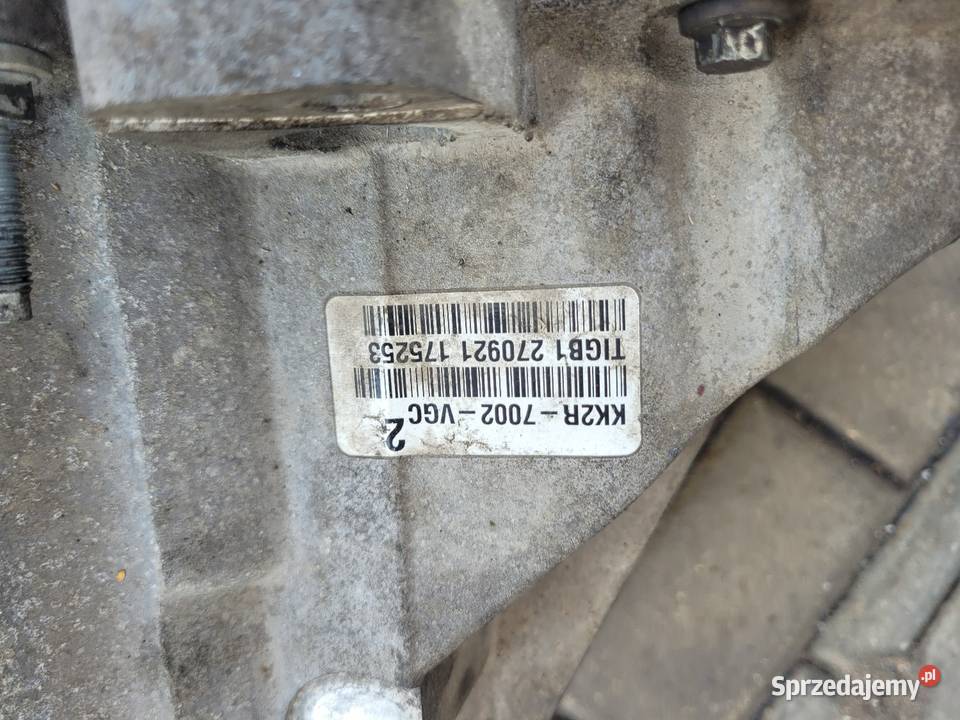 KK2R-7002-VGC 2
TIGB1 270921 175253
Sprzedajemy.pl